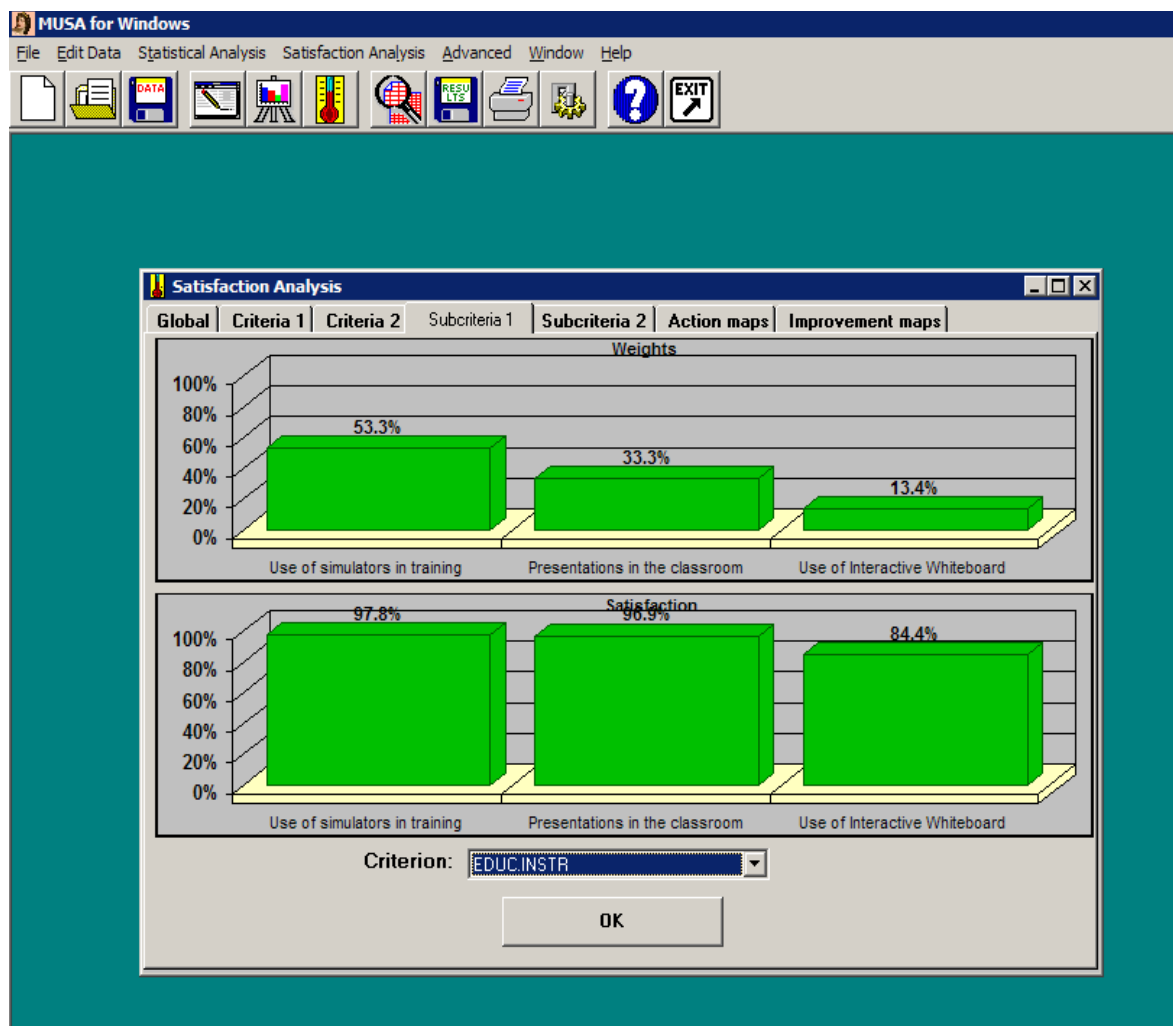 MUSA for Windows
File Edit Data Statistical Analysis Satisfaction Analysis Advanced Window Help
DATA RESU LTS ? EXIT
Satisfaction Analysis
Global Criteria 1 Criteria 2 Subcriteria 1 Subcriteria 2 Action maps Improvement maps
Weights
100%
80%
60%
40%
20%
0%
53.3%
33.3%
13.4%
Use of simulators in training Presentations in the classroom Use of Interactive Whiteboard
Satisfaction
100%
80%
60%
40%
20%
0%
97.8%
96.9%
84.4%
Use of simulators in training Presentations in the classroom Use of Interactive Whiteboard
Criterion: EDUC.INSTR
OK